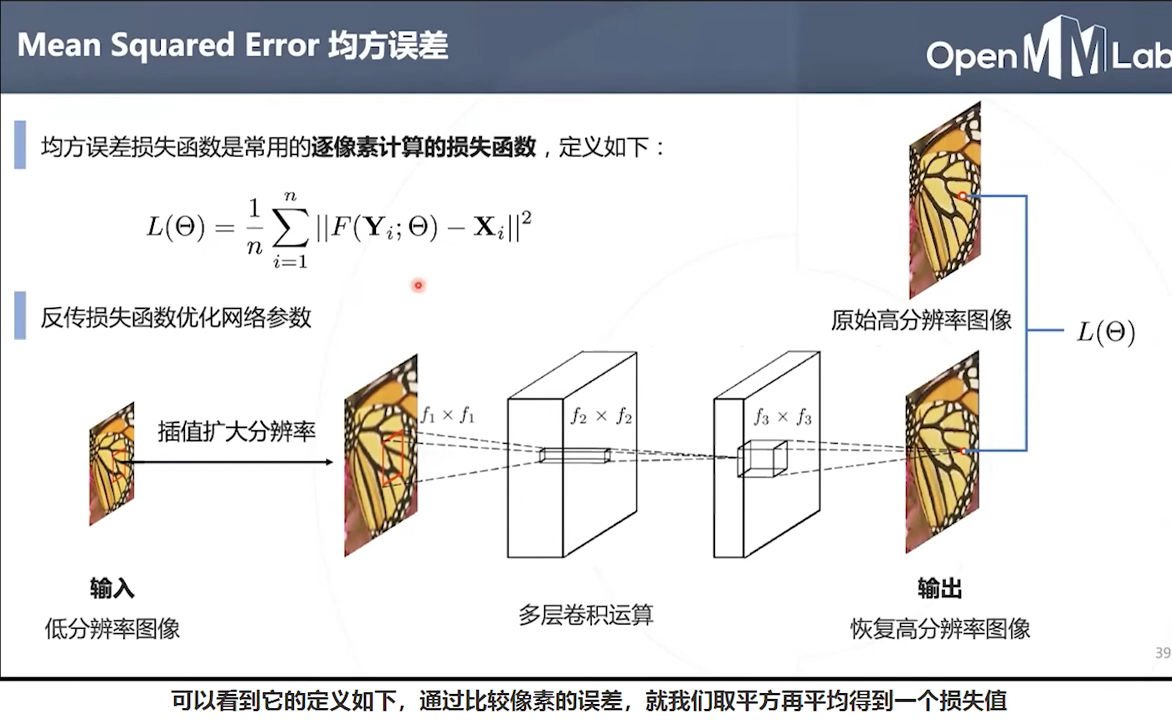 Mean Squared Error 均方误差
OpenMMLab
均方误差损失函数是常用的逐像素计算的损失函数，定义如下：
L(Θ) = 1/n ∑_{i=1}^{n} ||F(Y_i; Θ) − X_i||²
反传损失函数优化网络参数
原始高分辨率图像
L(Θ)
插值扩大分辨率
f₁ × f₁
f₂ × f₂
f₃ × f₃
输入
低分辨率图像
多层卷积运算
输出
恢复高分辨率图像
39
可以看到它的定义如下，通过比较像素的误差，就我们取平方再平均得到一个损失值